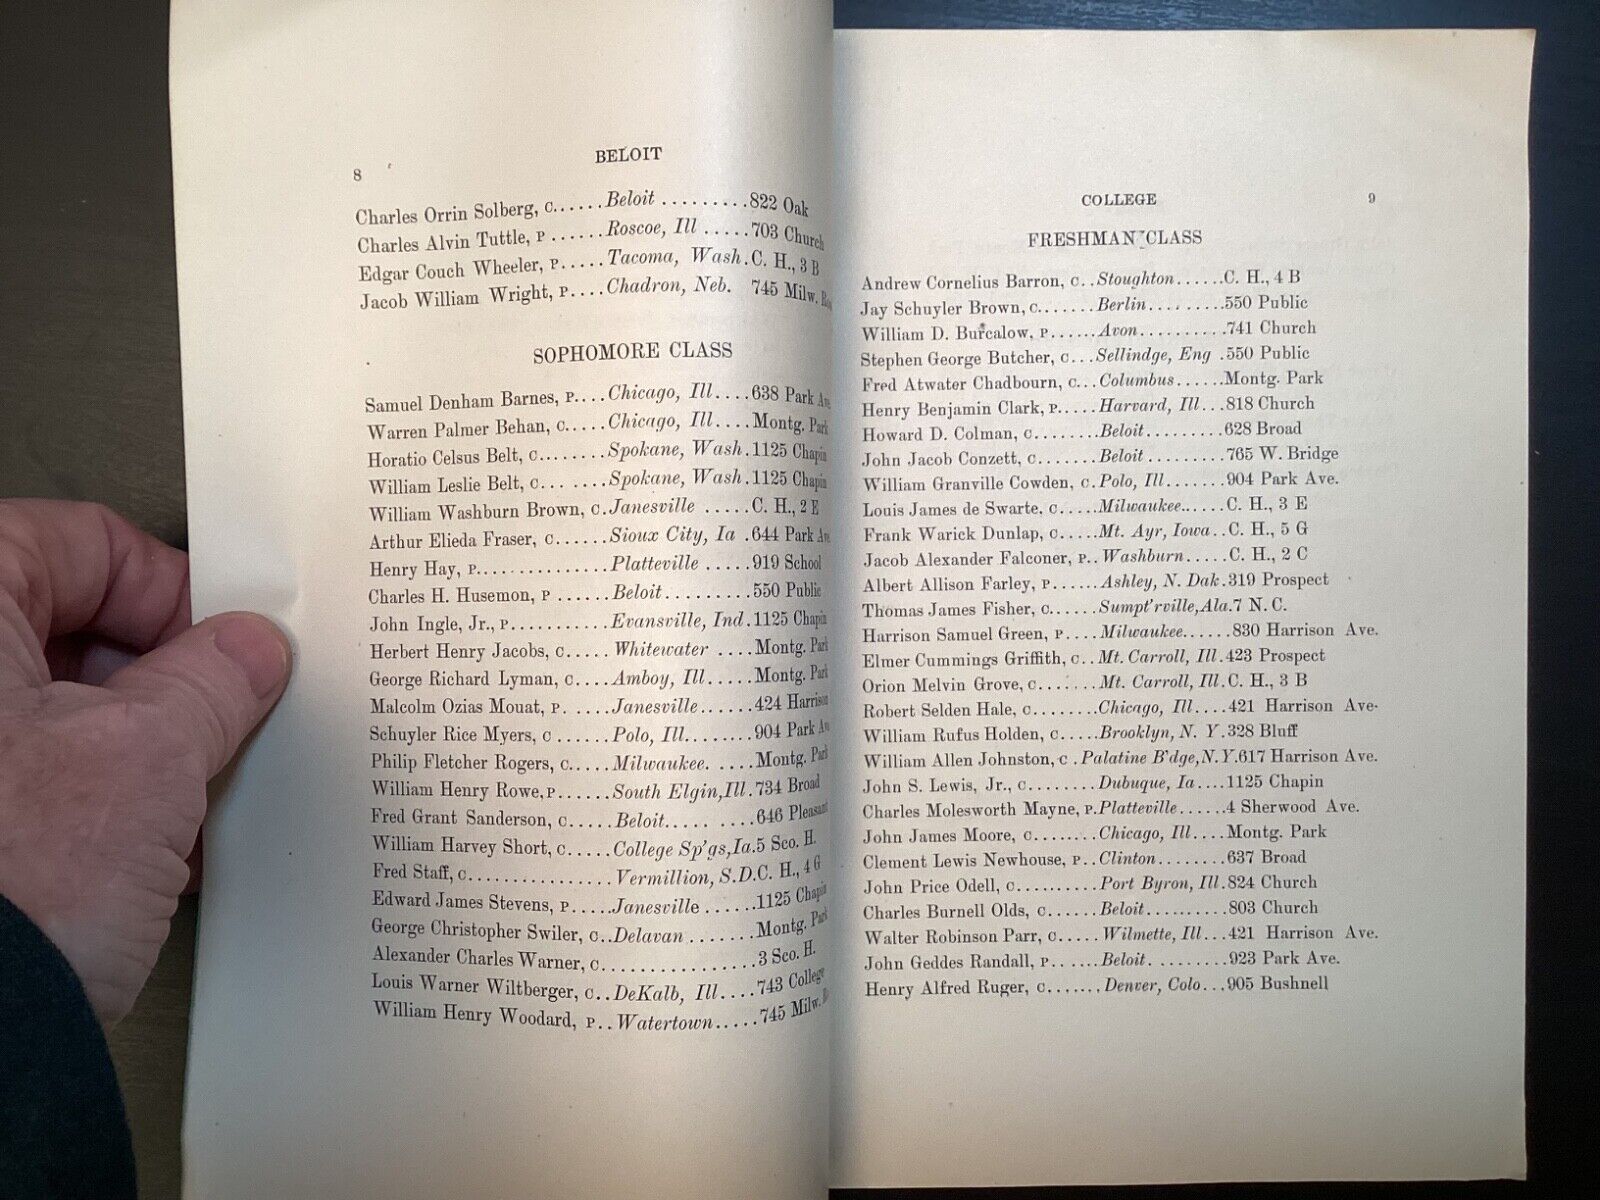 BELOIT
8
Charles Orrin Solberg, C......Beloit .........822 Oak
Charles Alvin Tuttle, P ......Roscoe, Ill .....703 Church
Edgar Couch Wheeler, P.....Tacoma, Wash.C. H., 3 B
Jacob William Wright, P....Chadron, Neb. 745 Milw.
SOPHOMORE CLASS
Samuel Denham Barnes, P....Chicago, Ill....638 Park Ave
Warren Palmer Behan, C.....Chicago, Ill....Montg. Park
Horatio Celsus Belt, C........Spokane, Wash.1125 Chapin
William Leslie Belt, C... .....Spokane, Wash.1125 Chapin
William Washburn Brown, C.Janesville .....C. H., 2 E
Arthur Elieda Fraser, C......Sioux City, Ia .644 Park Ave
Henry Hay, P...............Platteville .....919 School
Charles H. Husemon, P ......Beloit..........550 Public
John Ingle, Jr., P............Evansville, Ind.1125 Chapin
Herbert Henry Jacobs, C.....Whitewater ....Montg. Park
George Richard Lyman, C....Amboy, Ill.....Montg. Park
Malcolm Ozias Mouat, P. .....Janesville......424 Harrison
Schuyler Rice Myers, C ......Polo, Ill........904 Park Ave
Philip Fletcher Rogers, C.....Milwaukee. ....Montg. Park
William Henry Rowe, P......South Elgin, Ill.734 Broad
Fred Grant Sanderson, C.....Beloit..... .....646 Pleasant
William Harvey Short, C.....College Sp'gs, Ia.5 Sco. H.
Fred Staff, C................Vermillion, S.D.C. H., 4 G
Edward James Stevens, P.....Janesville ......1125 Chapin
George Christopher Swiler, C..Delavan .......Montg. Park
Alexander Charles Warner, C................3 Sco. H.
Louis Warner Wiltberger, C..DeKalb, Ill....743 College
William Henry Woodard, P..Watertown.....745 Milw.
COLLEGE 9
FRESHMAN CLASS
Andrew Cornelius Barron, C..Stoughton......C. H., 4 B
Jay Schuyler Brown, C.......Berlin.........550 Public
William D. Burcalow, P......Avon..........741 Church
Stephen George Butcher, C...Sellindge, Eng .550 Public
Fred Atwater Chadbourn, C...Columbus......Montg. Park
Henry Benjamin Clark, P.....Harvard, Ill...818 Church
Howard D. Colman, C........Beloit.........628 Broad
John Jacob Conzett, C.......Beloit.........765 W. Bridge
William Granville Cowden, C.Polo, Ill.......904 Park Ave.
Louis James de Swarte, C.....Milwaukee......C. H., 3 E
Frank Warick Dunlap, C.....Mt. Ayr, Iowa..C. H., 5 G
Jacob Alexander Falconer, P..Washburn.....C. H., 2 C
Albert Allison Farley, P......Ashley, N. Dak.319 Prospect
Thomas James Fisher, C......Sumpt'rville, Ala.7 N. C.
Harrison Samuel Green, P....Milwaukee......830 Harrison Ave.
Elmer Cummings Griffith, C..Mt. Carroll, Ill.423 Prospect
Orion Melvin Grove, C.......Mt. Carroll, Ill.C. H., 3 B
Robert Selden Hale, C........Chicago, Ill....421 Harrison Ave.
William Rufus Holden, C.....Brooklyn, N. Y.328 Bluff
William Allen Johnston, C .Palatine B'dge, N. Y.617 Harrison Ave.
John S. Lewis, Jr., C.........Dubuque, Ia....1125 Chapin
Charles Molesworth Mayne, P.Platteville......4 Sherwood Ave.
John James Moore, C........Chicago, Ill....Montg. Park
Clement Lewis Newhouse, P..Clinton........637 Broad
John Price Odell, C..........Port Byron, Ill.824 Church
Charles Burnell Olds, C......Beloit..........803 Church
Walter Robinson Parr, C.....Wilmette, Ill...421 Harrison Ave.
John Geddes Randall, P......Beloit.........923 Park Ave.
Henry Alfred Ruger, C.......Denver, Colo...905 Bushnell